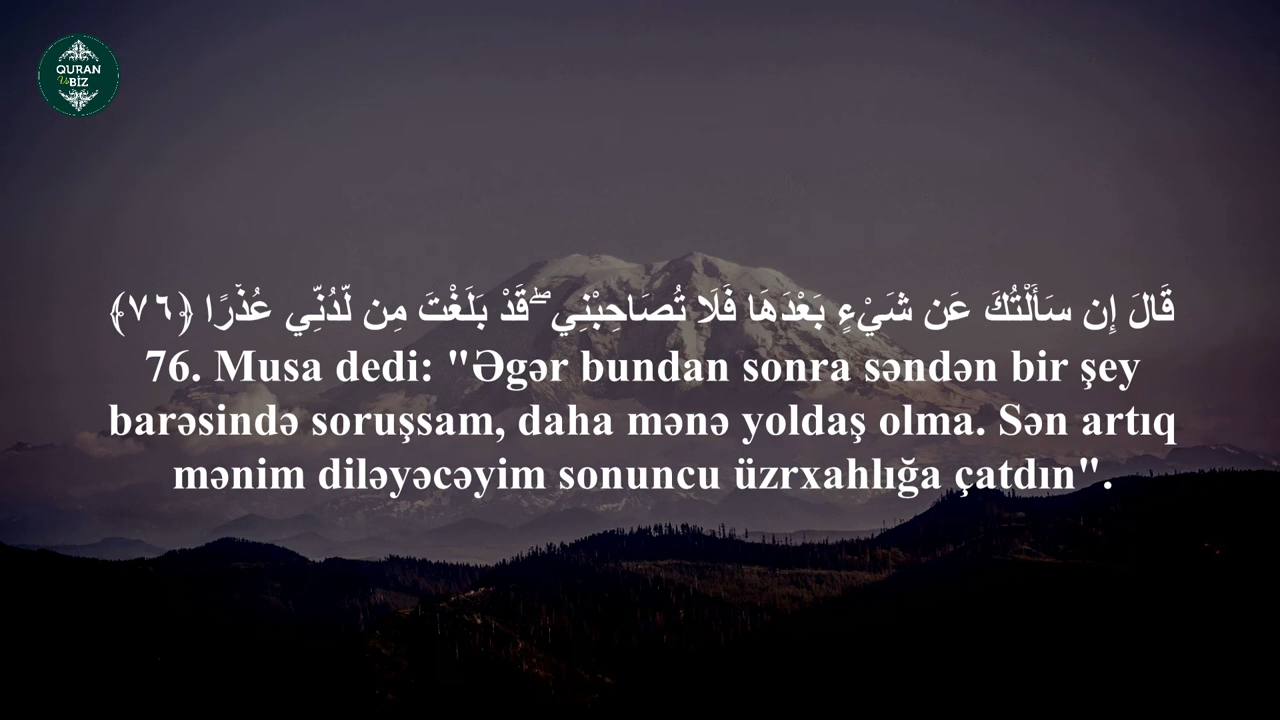 QURAN
Və BİZ
قَالَ إِن سَأَلْتُكَ عَن شَيْءٍ بَعْدَهَا فَلَا تُصَاحِبْنِي ۖ قَدْ بَلَغْتَ مِن لَّدُنِّي عُذْرًا ﴿٧٦﴾
76. Musa dedi: "Əgər bundan sonra səndən bir şey
barəsində soruşsam, daha mənə yoldaş olma. Sən artıq
mənim diləyəcəyim sonuncu üzrxahlığa çatdın".